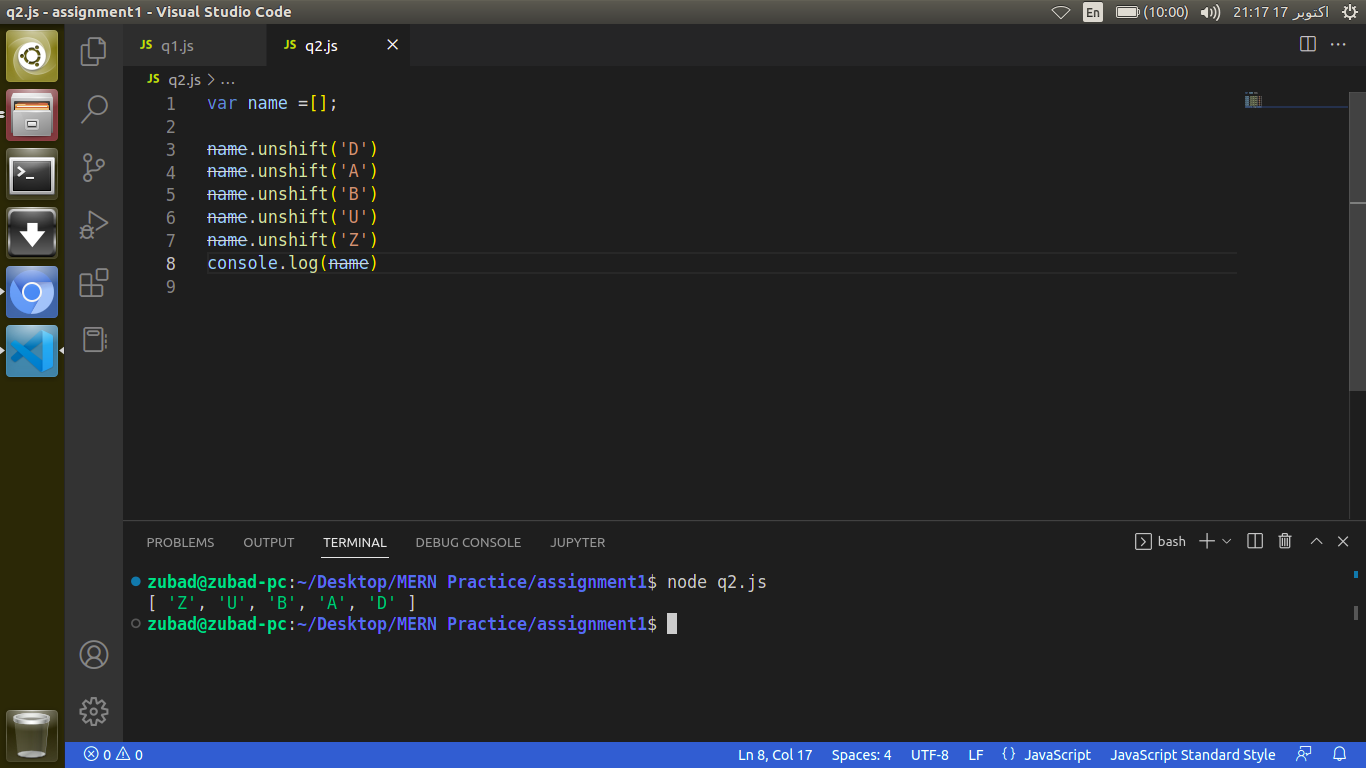 q2.js - assignment1 - Visual Studio Code
En (10:00) 21:17 17 اکتوبر
JS q1.js JS q2.js
JS q2.js > ...
1 var name =[];
2
3 name.unshift('D')
4 name.unshift('A')
5 name.unshift('B')
6 name.unshift('U')
7 name.unshift('Z')
8 console.log(name)
9
PROBLEMS OUTPUT TERMINAL DEBUG CONSOLE JUPYTER
bash
zubad@zubad-pc:~/Desktop/MERN Practice/assignment1$ node q2.js
[ 'Z', 'U', 'B', 'A', 'D' ]
zubad@zubad-pc:~/Desktop/MERN Practice/assignment1$
0 0 Ln 8, Col 17 Spaces: 4 UTF-8 LF {} JavaScript JavaScript Standard Style